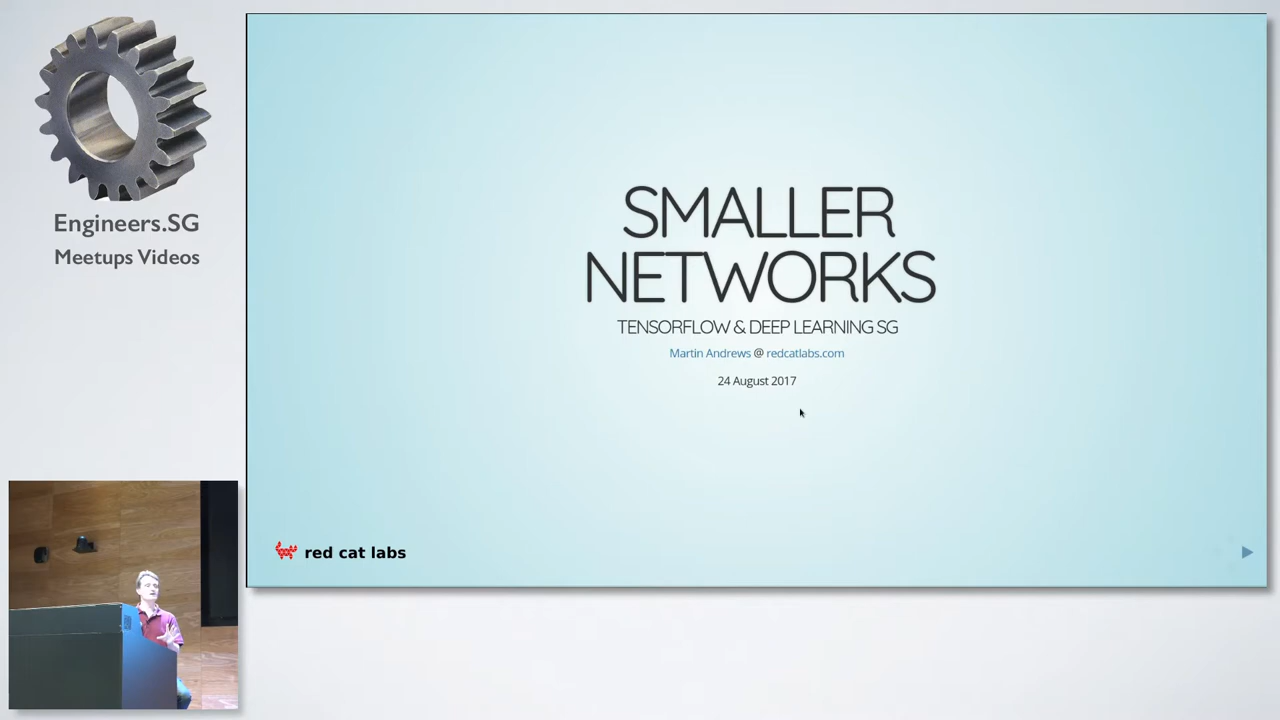 Engineers.SG
Meetups Videos
SMALLER
NETWORKS
TENSORFLOW & DEEP LEARNING SG
Martin Andrews @ redcatlabs.com
24 August 2017
red cat labs